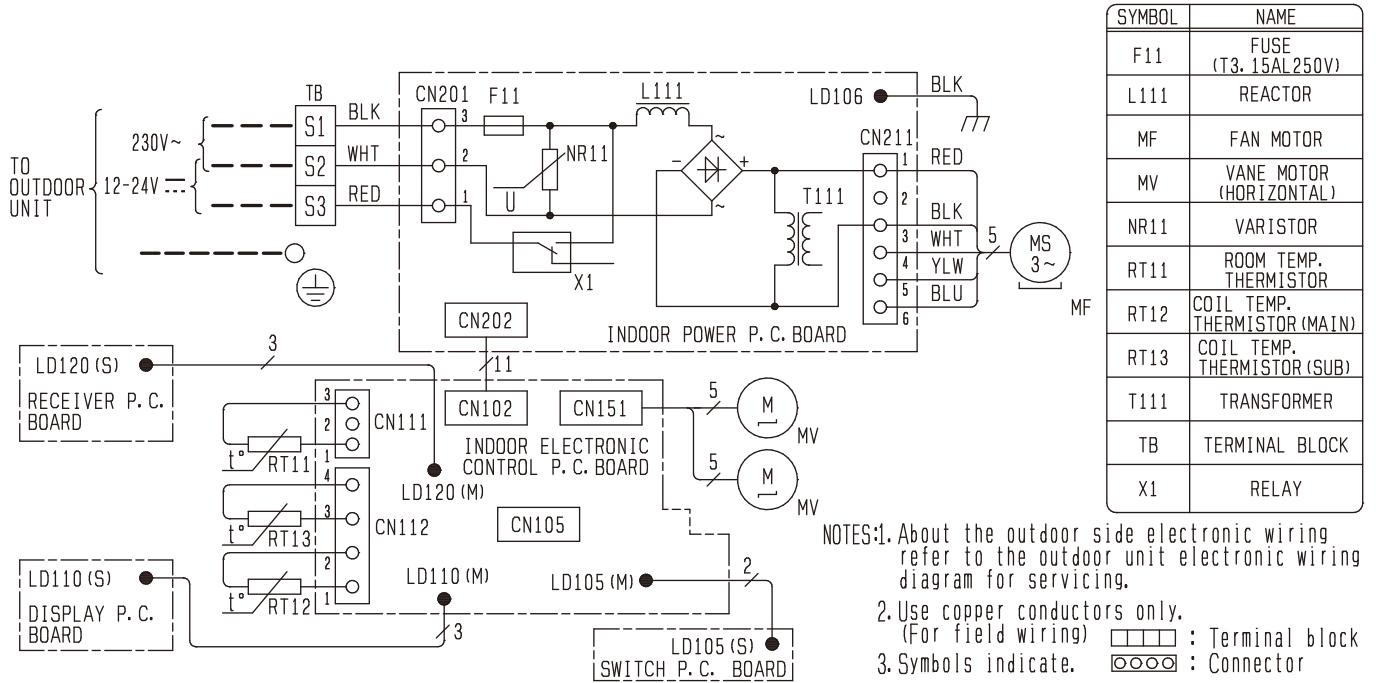 TO
OUTDOOR
UNIT
230V~
12-24V ⎓
TB
S1
S2
S3
BLK
WHT
RED
CN201
3
2
1
F11
NR11
U
X1
L111
~
-
+
~
T111
LD106
BLK
CN211
1
2
3
4
5
6
RED
BLK
WHT
YLW
BLU
5
MS
3~
MF
CN202
INDOOR POWER P.C.BOARD
11
LD120(S)
RECEIVER P.C.
BOARD
3
CN111
3
2
1
t°
RT11
CN102
CN151
INDOOR ELECTRONIC
CONTROL P.C.BOARD
LD120(M)
5
M
MV
5
M
MV
CN112
4
3
2
1
t°
RT13
t°
RT12
CN105
LD110(M)
LD105(M)
2
LD110(S)
DISPLAY P.C.
BOARD
3
LD105(S)
SWITCH P.C. BOARD
SYMBOL NAME
F11 FUSE
(T3.15AL250V)
L111 REACTOR
MF FAN MOTOR
MV VANE MOTOR
(HORIZONTAL)
NR11 VARISTOR
RT11 ROOM TEMP.
THERMISTOR
RT12 COIL TEMP.
THERMISTOR(MAIN)
RT13 COIL TEMP.
THERMISTOR(SUB)
T111 TRANSFORMER
TB TERMINAL BLOCK
X1 RELAY
NOTES:1. About the outdoor side electronic wiring
refer to the outdoor unit electronic wiring
diagram for servicing.
2. Use copper conductors only.
(For field wiring)
3. Symbols indicate.
: Terminal block
: Connector